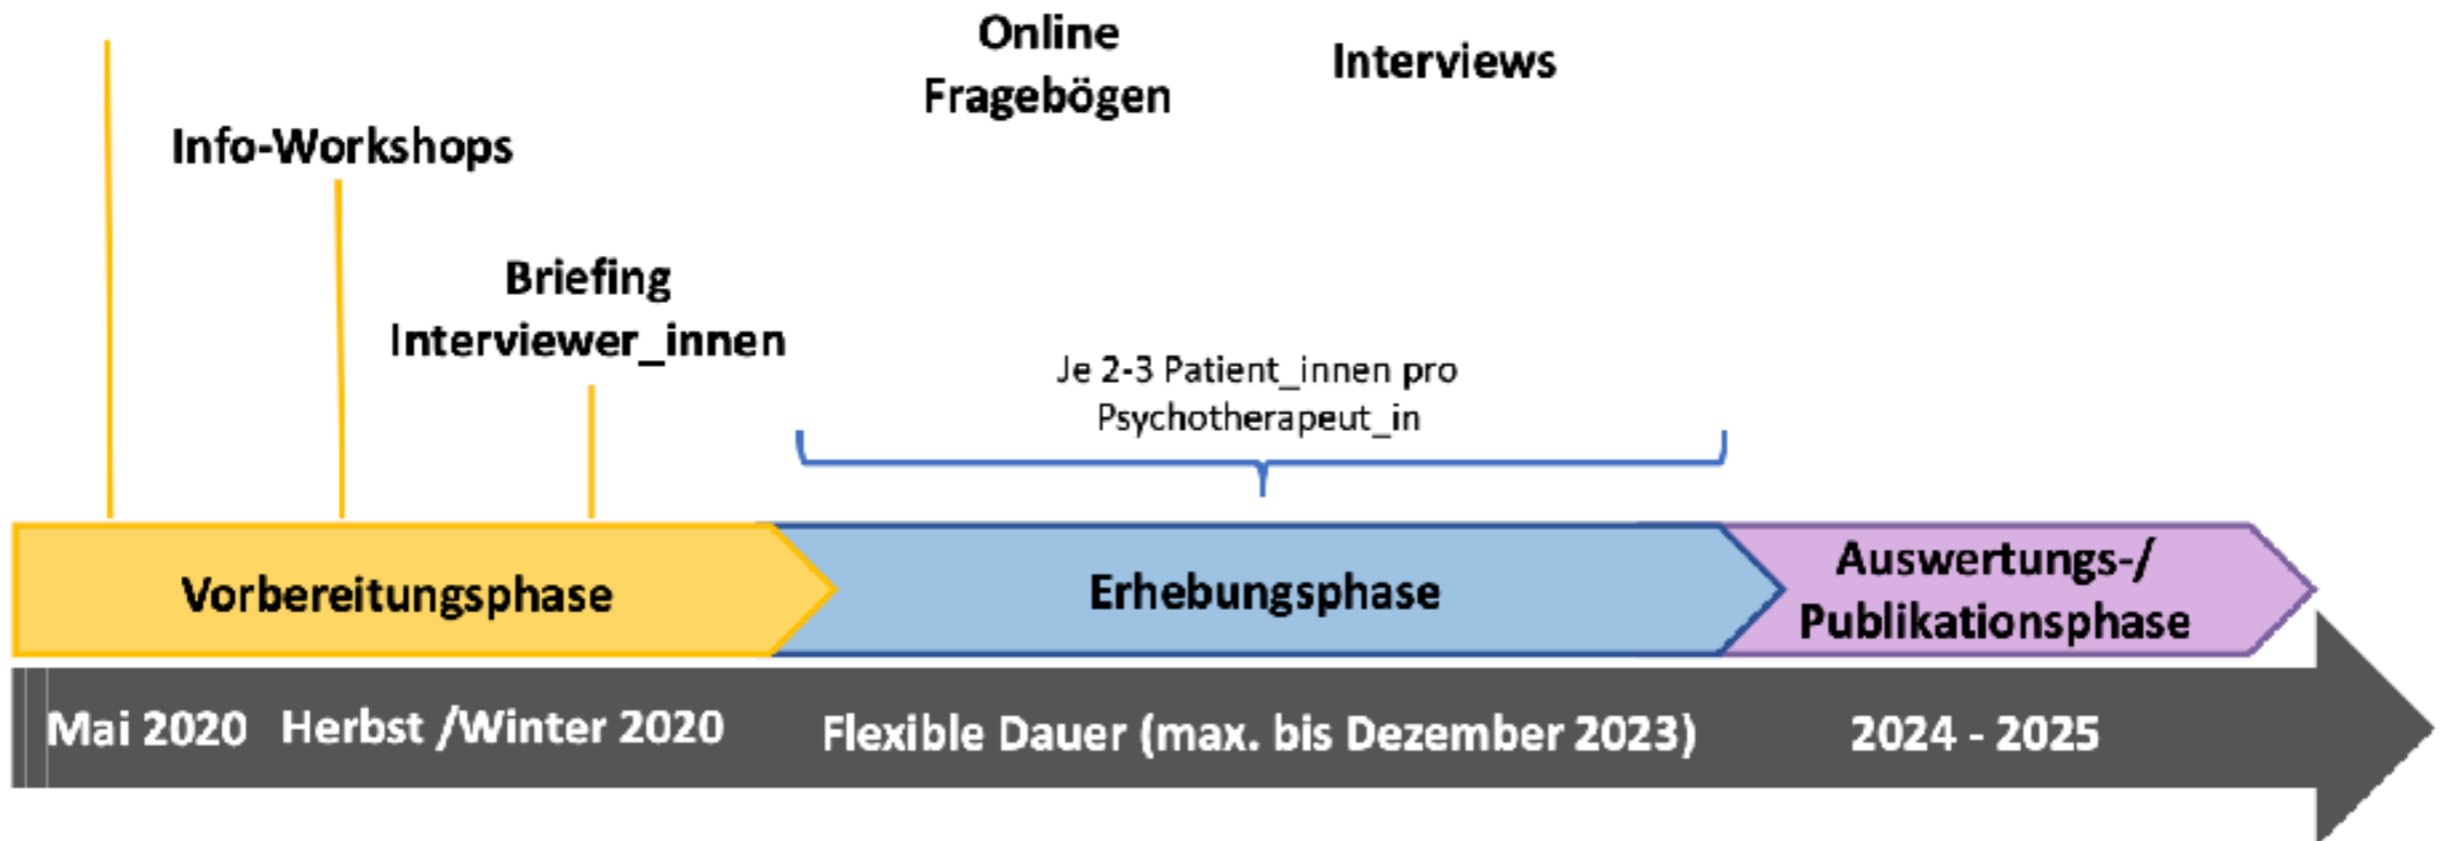 Online
Fragebögen
Interviews
Info-Workshops
Briefing
Interviewer_innen
Je 2-3 Patient_innen pro
Psychotherapeut_in
Vorbereitungsphase
Erhebungsphase
Auswertungs-/
Publikationsphase
Mai 2020
Herbst /Winter 2020
Flexible Dauer (max. bis Dezember 2023)
2024 - 2025